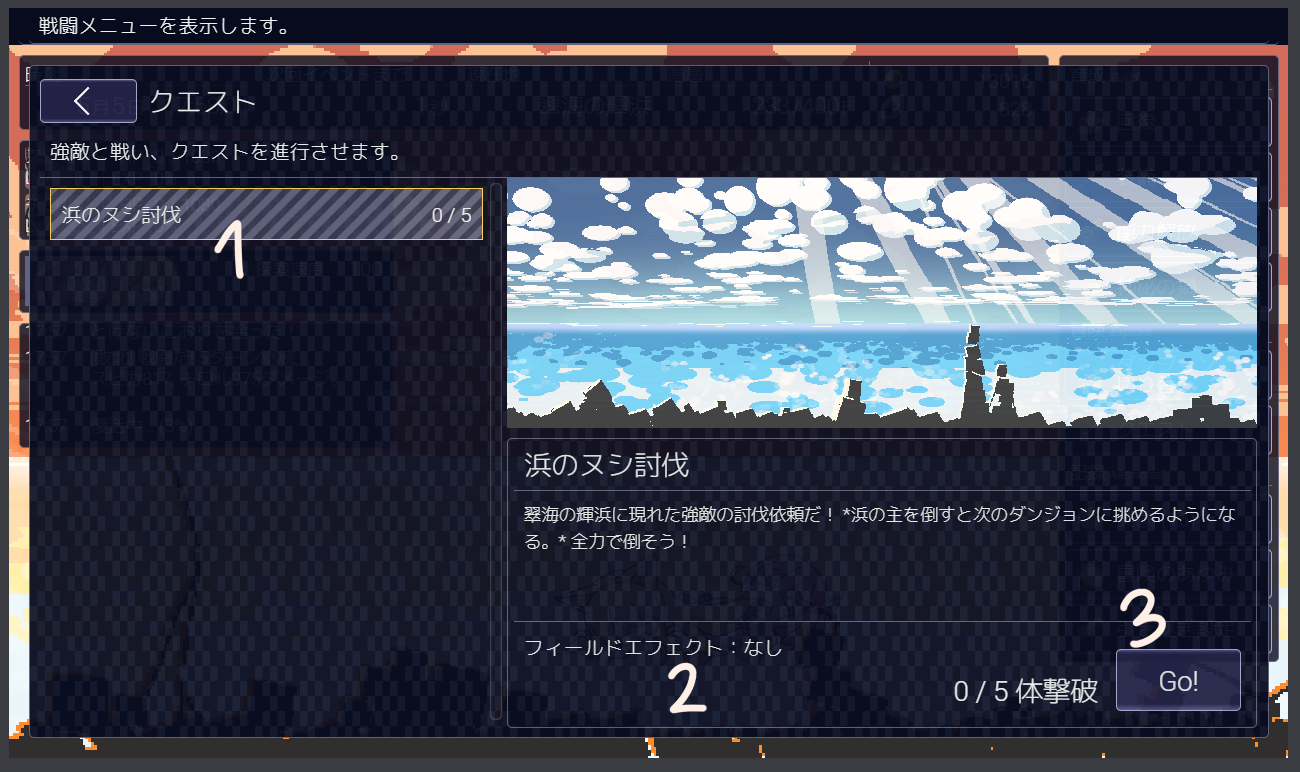 戦闘メニューを表示します。
クエスト
強敵と戦い、クエストを進行させます。
浜のヌシ討伐 0 / 5
1
浜のヌシ討伐
翠海の輝浜に現れた強敵の討伐依頼だ！*浜の主を倒すと次のダンジョンに挑めるようにな
る。* 全力で倒そう！
フィールドエフェクト：なし
2
3
0 / 5 体撃破 Go!